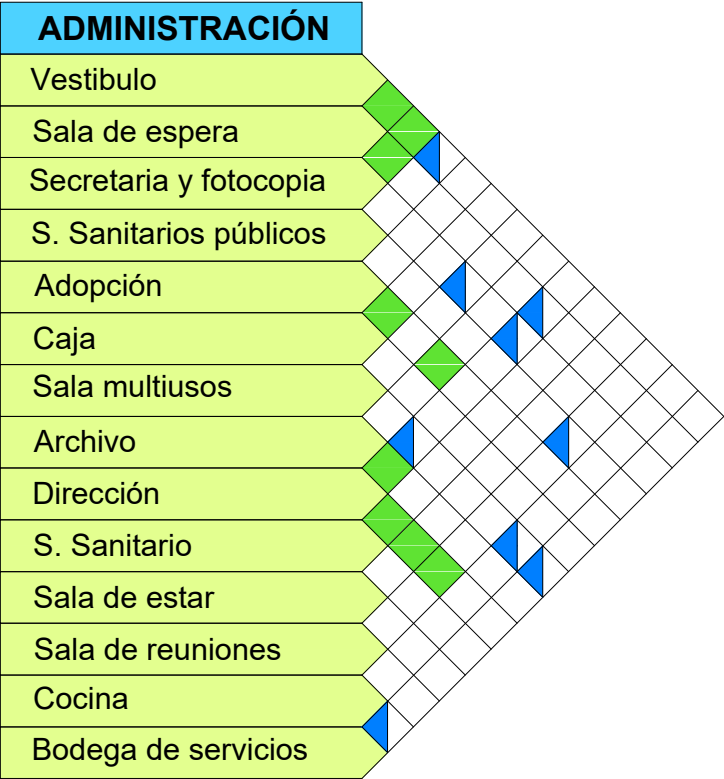 ADMINISTRACIÓN
Vestibulo
Sala de espera
Secretaria y fotocopia
S. Sanitarios públicos
Adopción
Caja
Sala multiusos
Archivo
Dirección
S. Sanitario
Sala de estar
Sala de reuniones
Cocina
Bodega de servicios